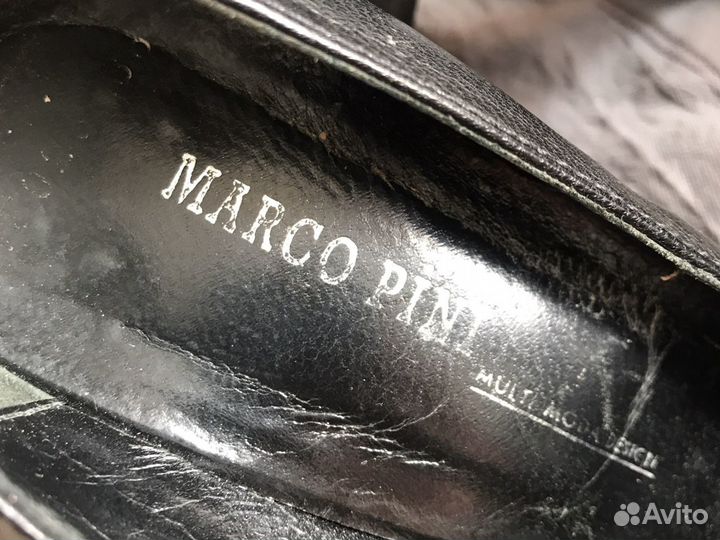 MARCO PINI
MULTI MODA DESIGN
Avito